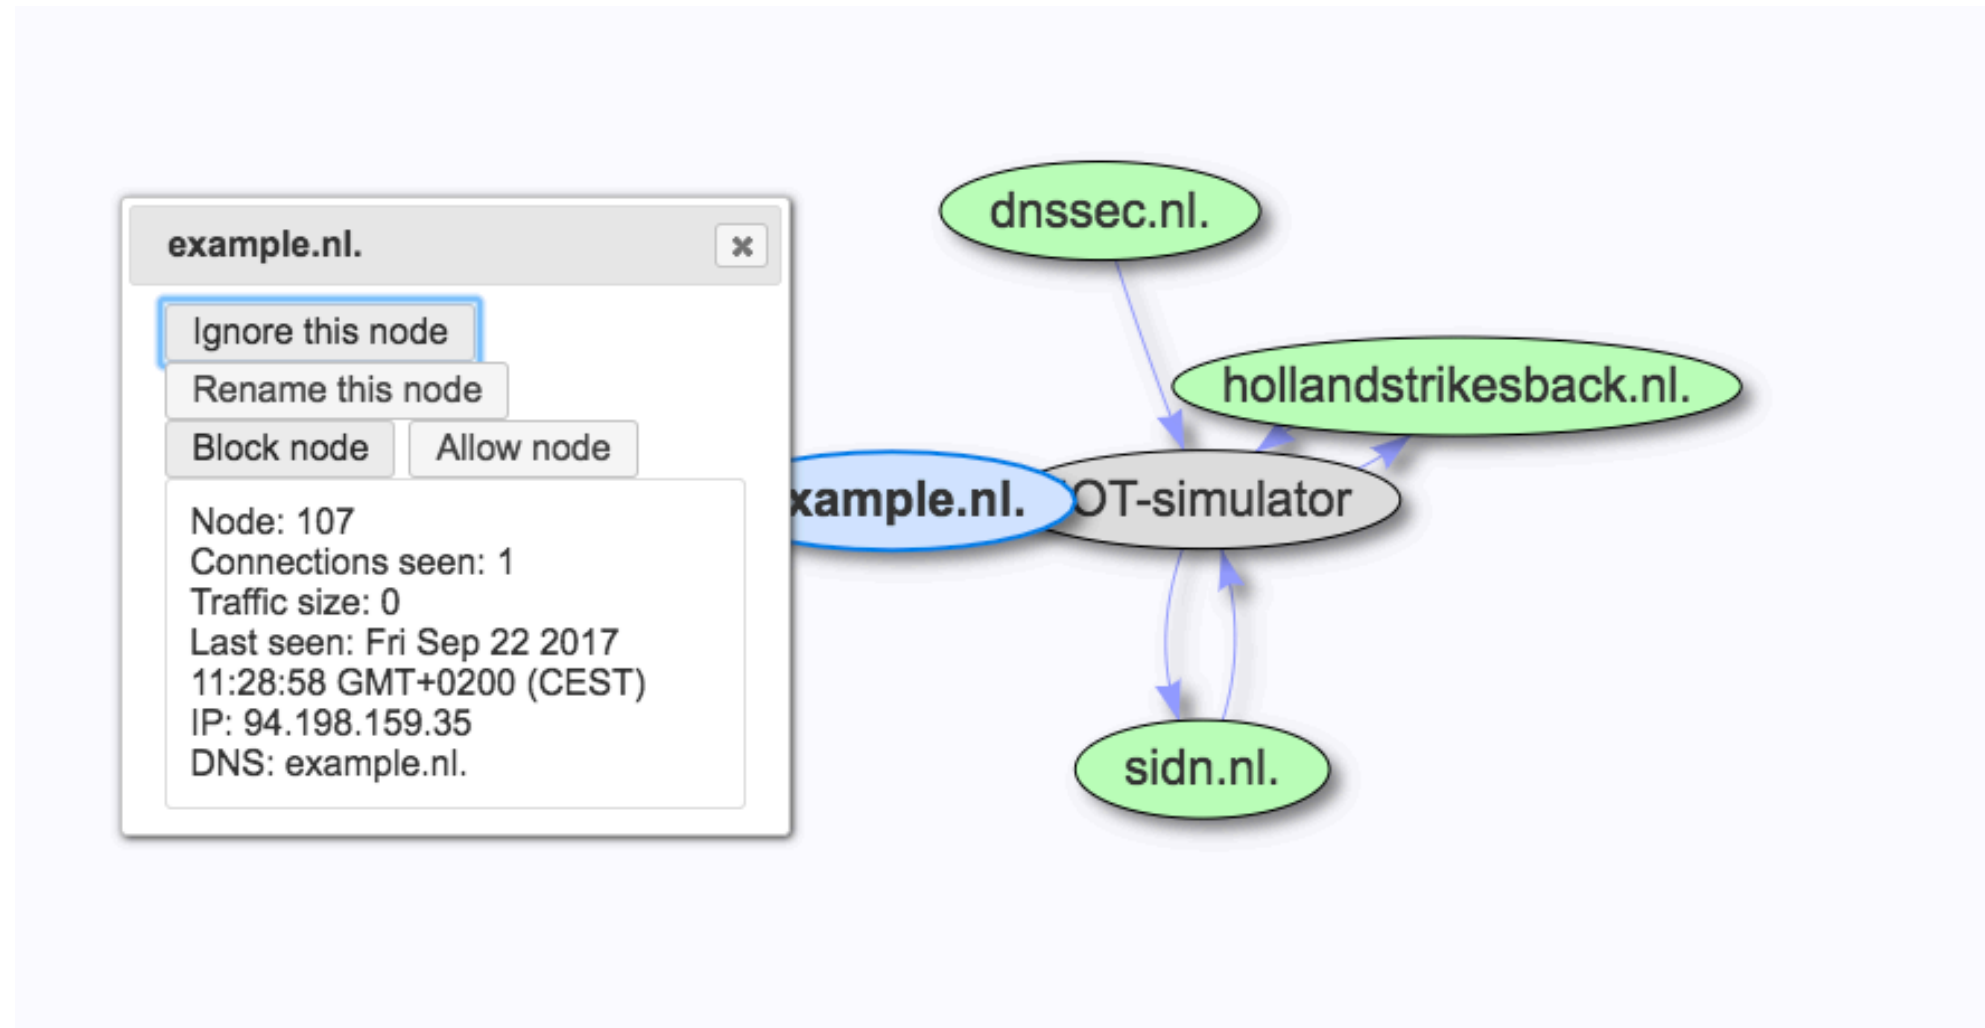 example.nl.
Ignore this node
Rename this node
Block node Allow node
Node: 107
Connections seen: 1
Traffic size: 0
Last seen: Fri Sep 22 2017
11:28:58 GMT+0200 (CEST)
IP: 94.198.159.35
DNS: example.nl.
dnssec.nl.
hollandstrikesback.nl.
xample.nl. OT-simulator
sidn.nl.